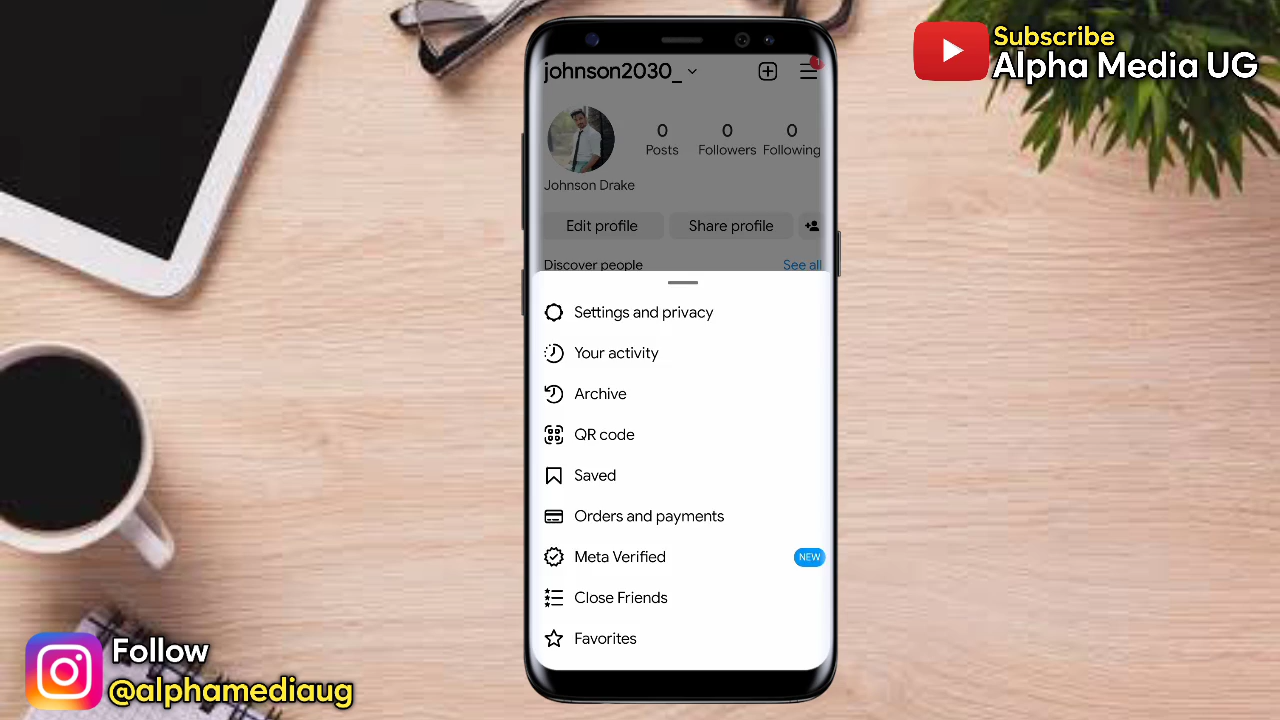 Subscribe
Alpha Media UG
johnson2030_
1
0 0 0
Posts Followers Following
Johnson Drake
Edit profile Share profile
Discover people See all
Settings and privacy
Your activity
Archive
QR code
Saved
Orders and payments
Meta Verified NEW
Close Friends
Favorites
Follow
@alphamediaug